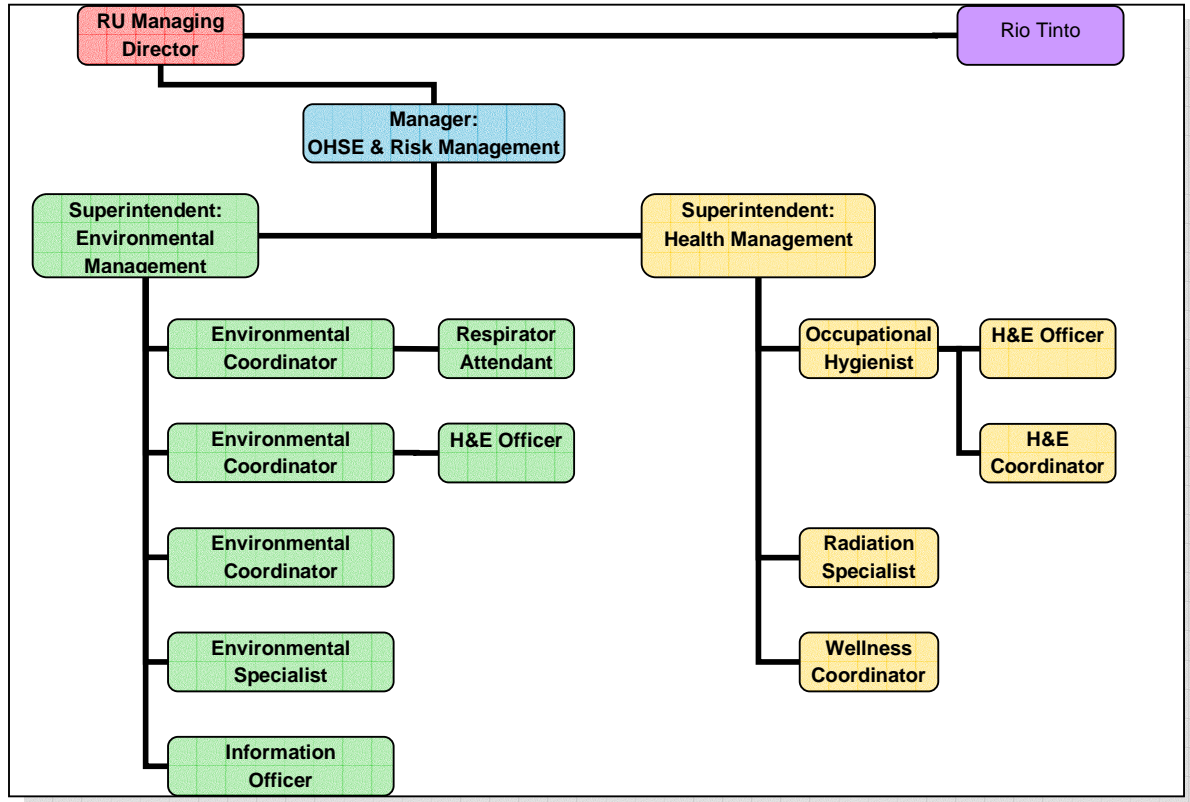 RU Managing
Director
Rio Tinto
Manager:
OHSE & Risk Management
Superintendent:
Environmental
Management
Superintendent:
Health Management
Environmental
Coordinator
Respirator
Attendant
Occupational
Hygienist
H&E Officer
Environmental
Coordinator
H&E Officer
H&E
Coordinator
Environmental
Coordinator
Radiation
Specialist
Environmental
Specialist
Wellness
Coordinator
Information
Officer